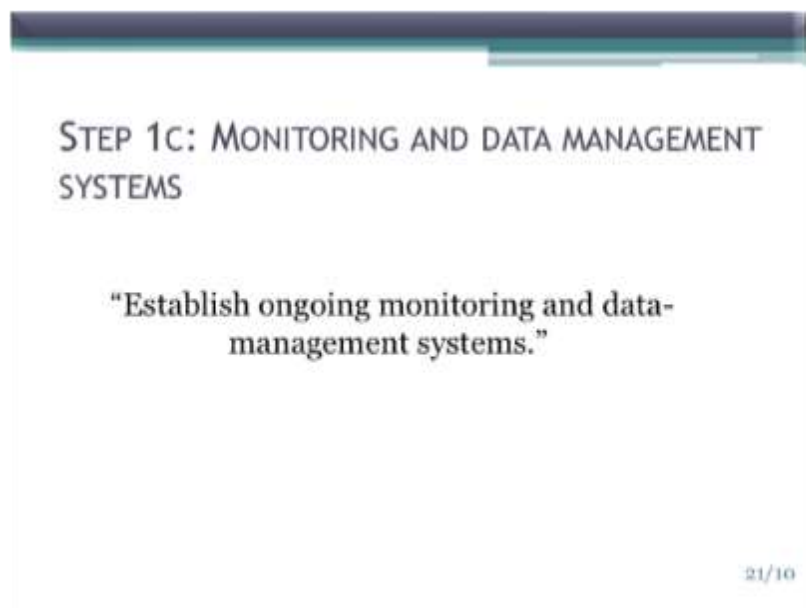 STEP 1C: MONITORING AND DATA MANAGEMENT
SYSTEMS
“Establish ongoing monitoring and data-
management systems.”
21/10